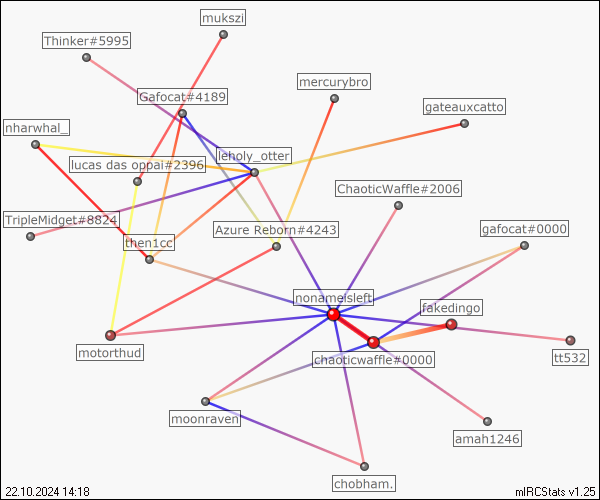 mukszi
Thinker#5995
mercurybro
Gafocat#4189
gateauxcatto
nharwhal_
leholy_otter
lucas das oppai#2396
ChaoticWaffle#2006
TripleMidget#8824
Azure Reborn#4243
gafocat#0000
then1cc
nonameisleft
fakedingo
motorthud
chaoticwaffle#0000
tt532
moonraven
amah1246
chobham.
22.10.2024 14:18
mIRCStats v1.25